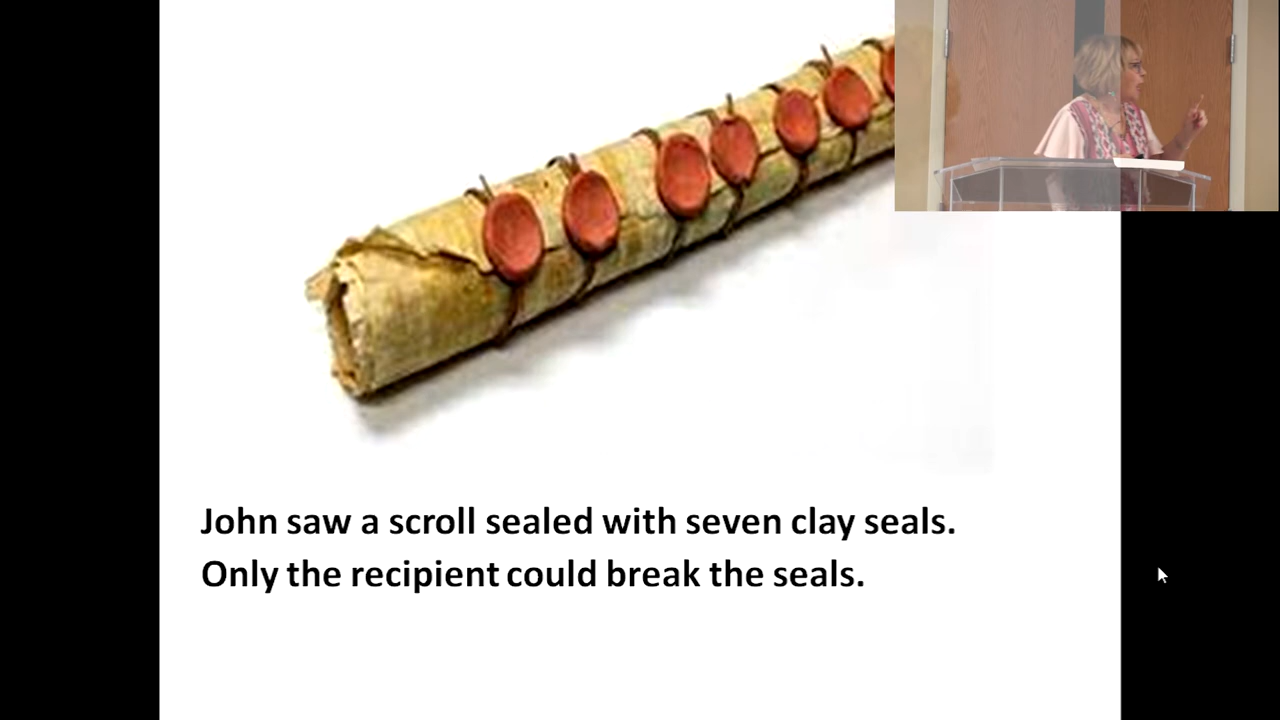 John saw a scroll sealed with seven clay seals.
Only the recipient could break the seals.